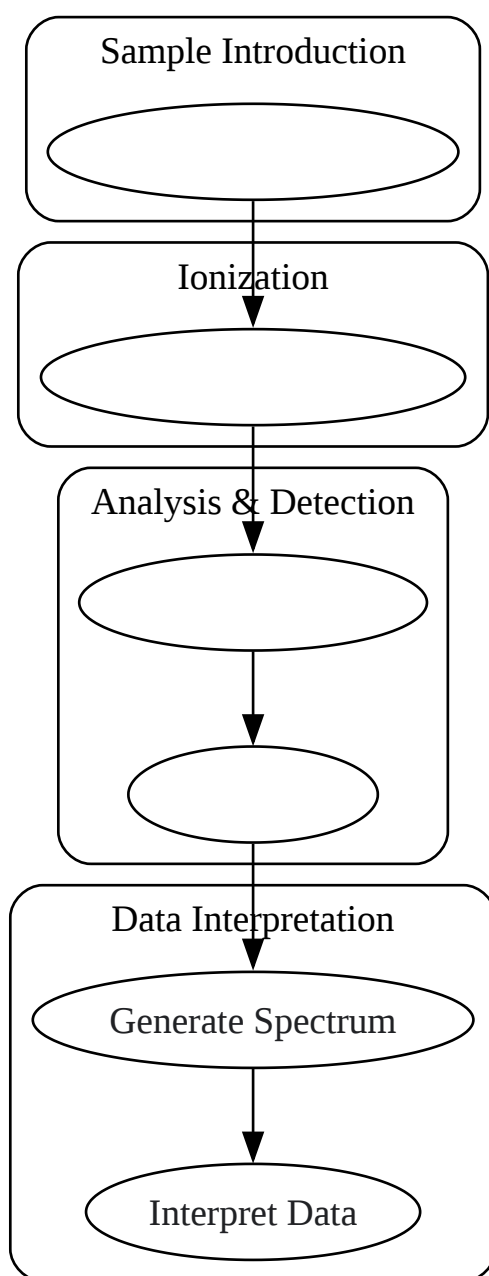 Sample Introduction
Ionization
Analysis & Detection
Data Interpretation
Generate Spectrum
Interpret Data